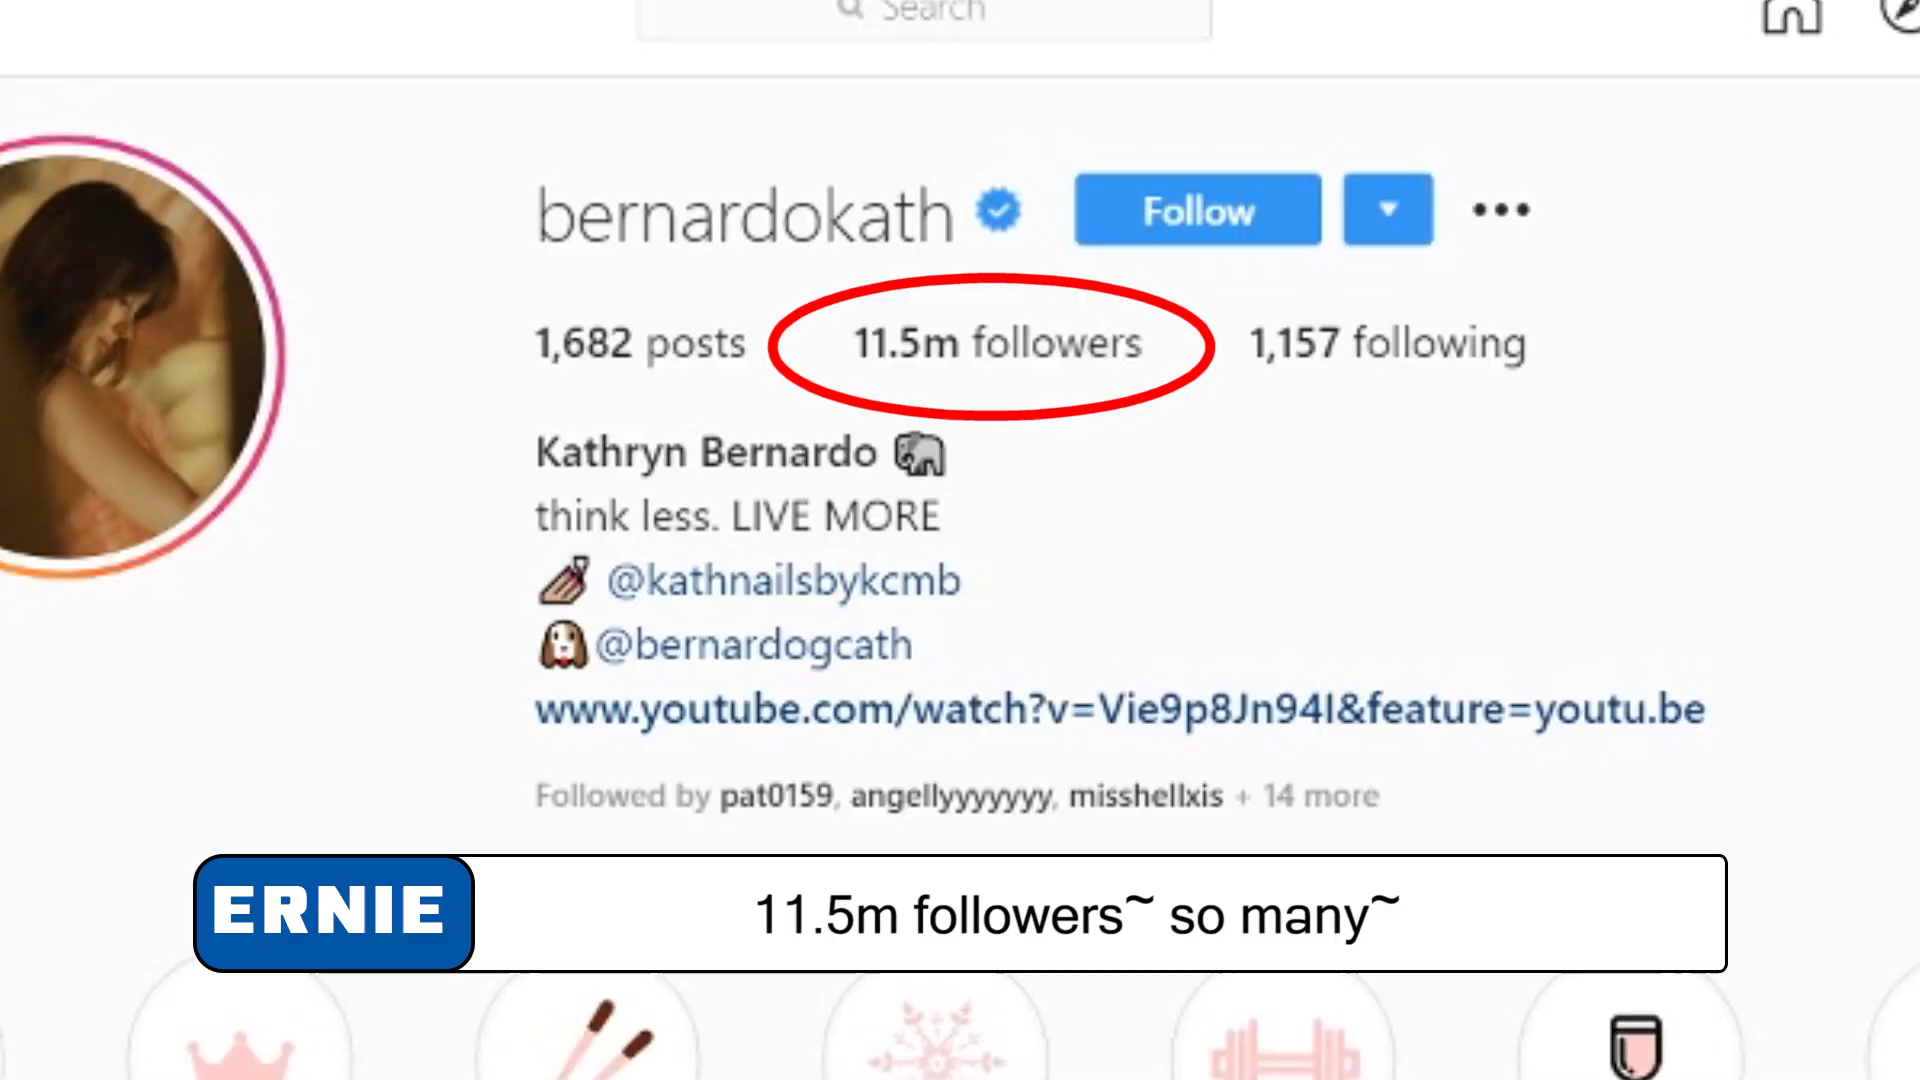 Search
bernardokath
Follow
1,682 posts
11.5m followers
1,157 following
Kathryn Bernardo
think less. LIVE MORE
@kathnailsbykcmb
@bernardogcath
www.youtube.com/watch?v=Vie9p8Jn94I&feature=youtu.be
Followed by pat0159, angellyyyyyyy, misshellxis + 14 more
ERNIE
11.5m followers~ so many~